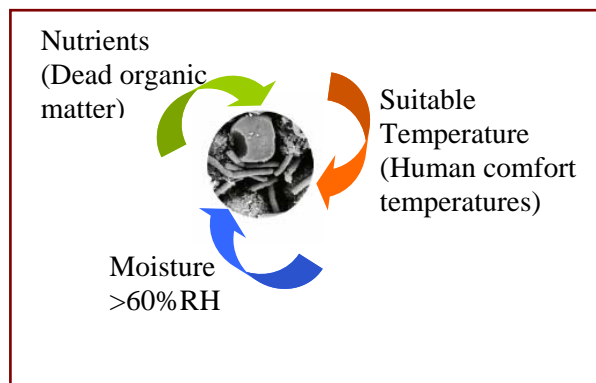 Nutrients
(Dead organic
matter)
Suitable
Temperature
(Human comfort
temperatures)
Moisture
>60%RH